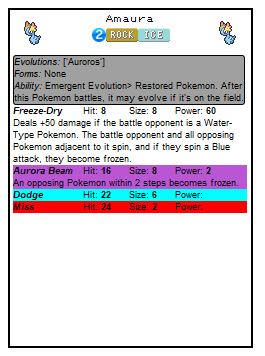 Amaura
2 ROCK ICE
Evolutions: ['Auroros']
Forms: None
Ability: Emergent Evolution> Restored Pokemon. After
this Pokemon battles, it may evolve if it's on the field.
Freeze-Dry Hit: 8 Size: 8 Power: 60
Deals +50 damage if the battle opponent is a Water-
Type Pokemon. The battle opponent and all opposing
Pokemon adjacent to it spin, and if they spin a Blue
attack, they become frozen.
Aurora Beam Hit: 16 Size: 8 Power: 2
An opposing Pokemon within 2 steps becomes frozen.
Dodge Hit: 22 Size: 6 Power:
Miss Hit: 24 Size: 2 Power: